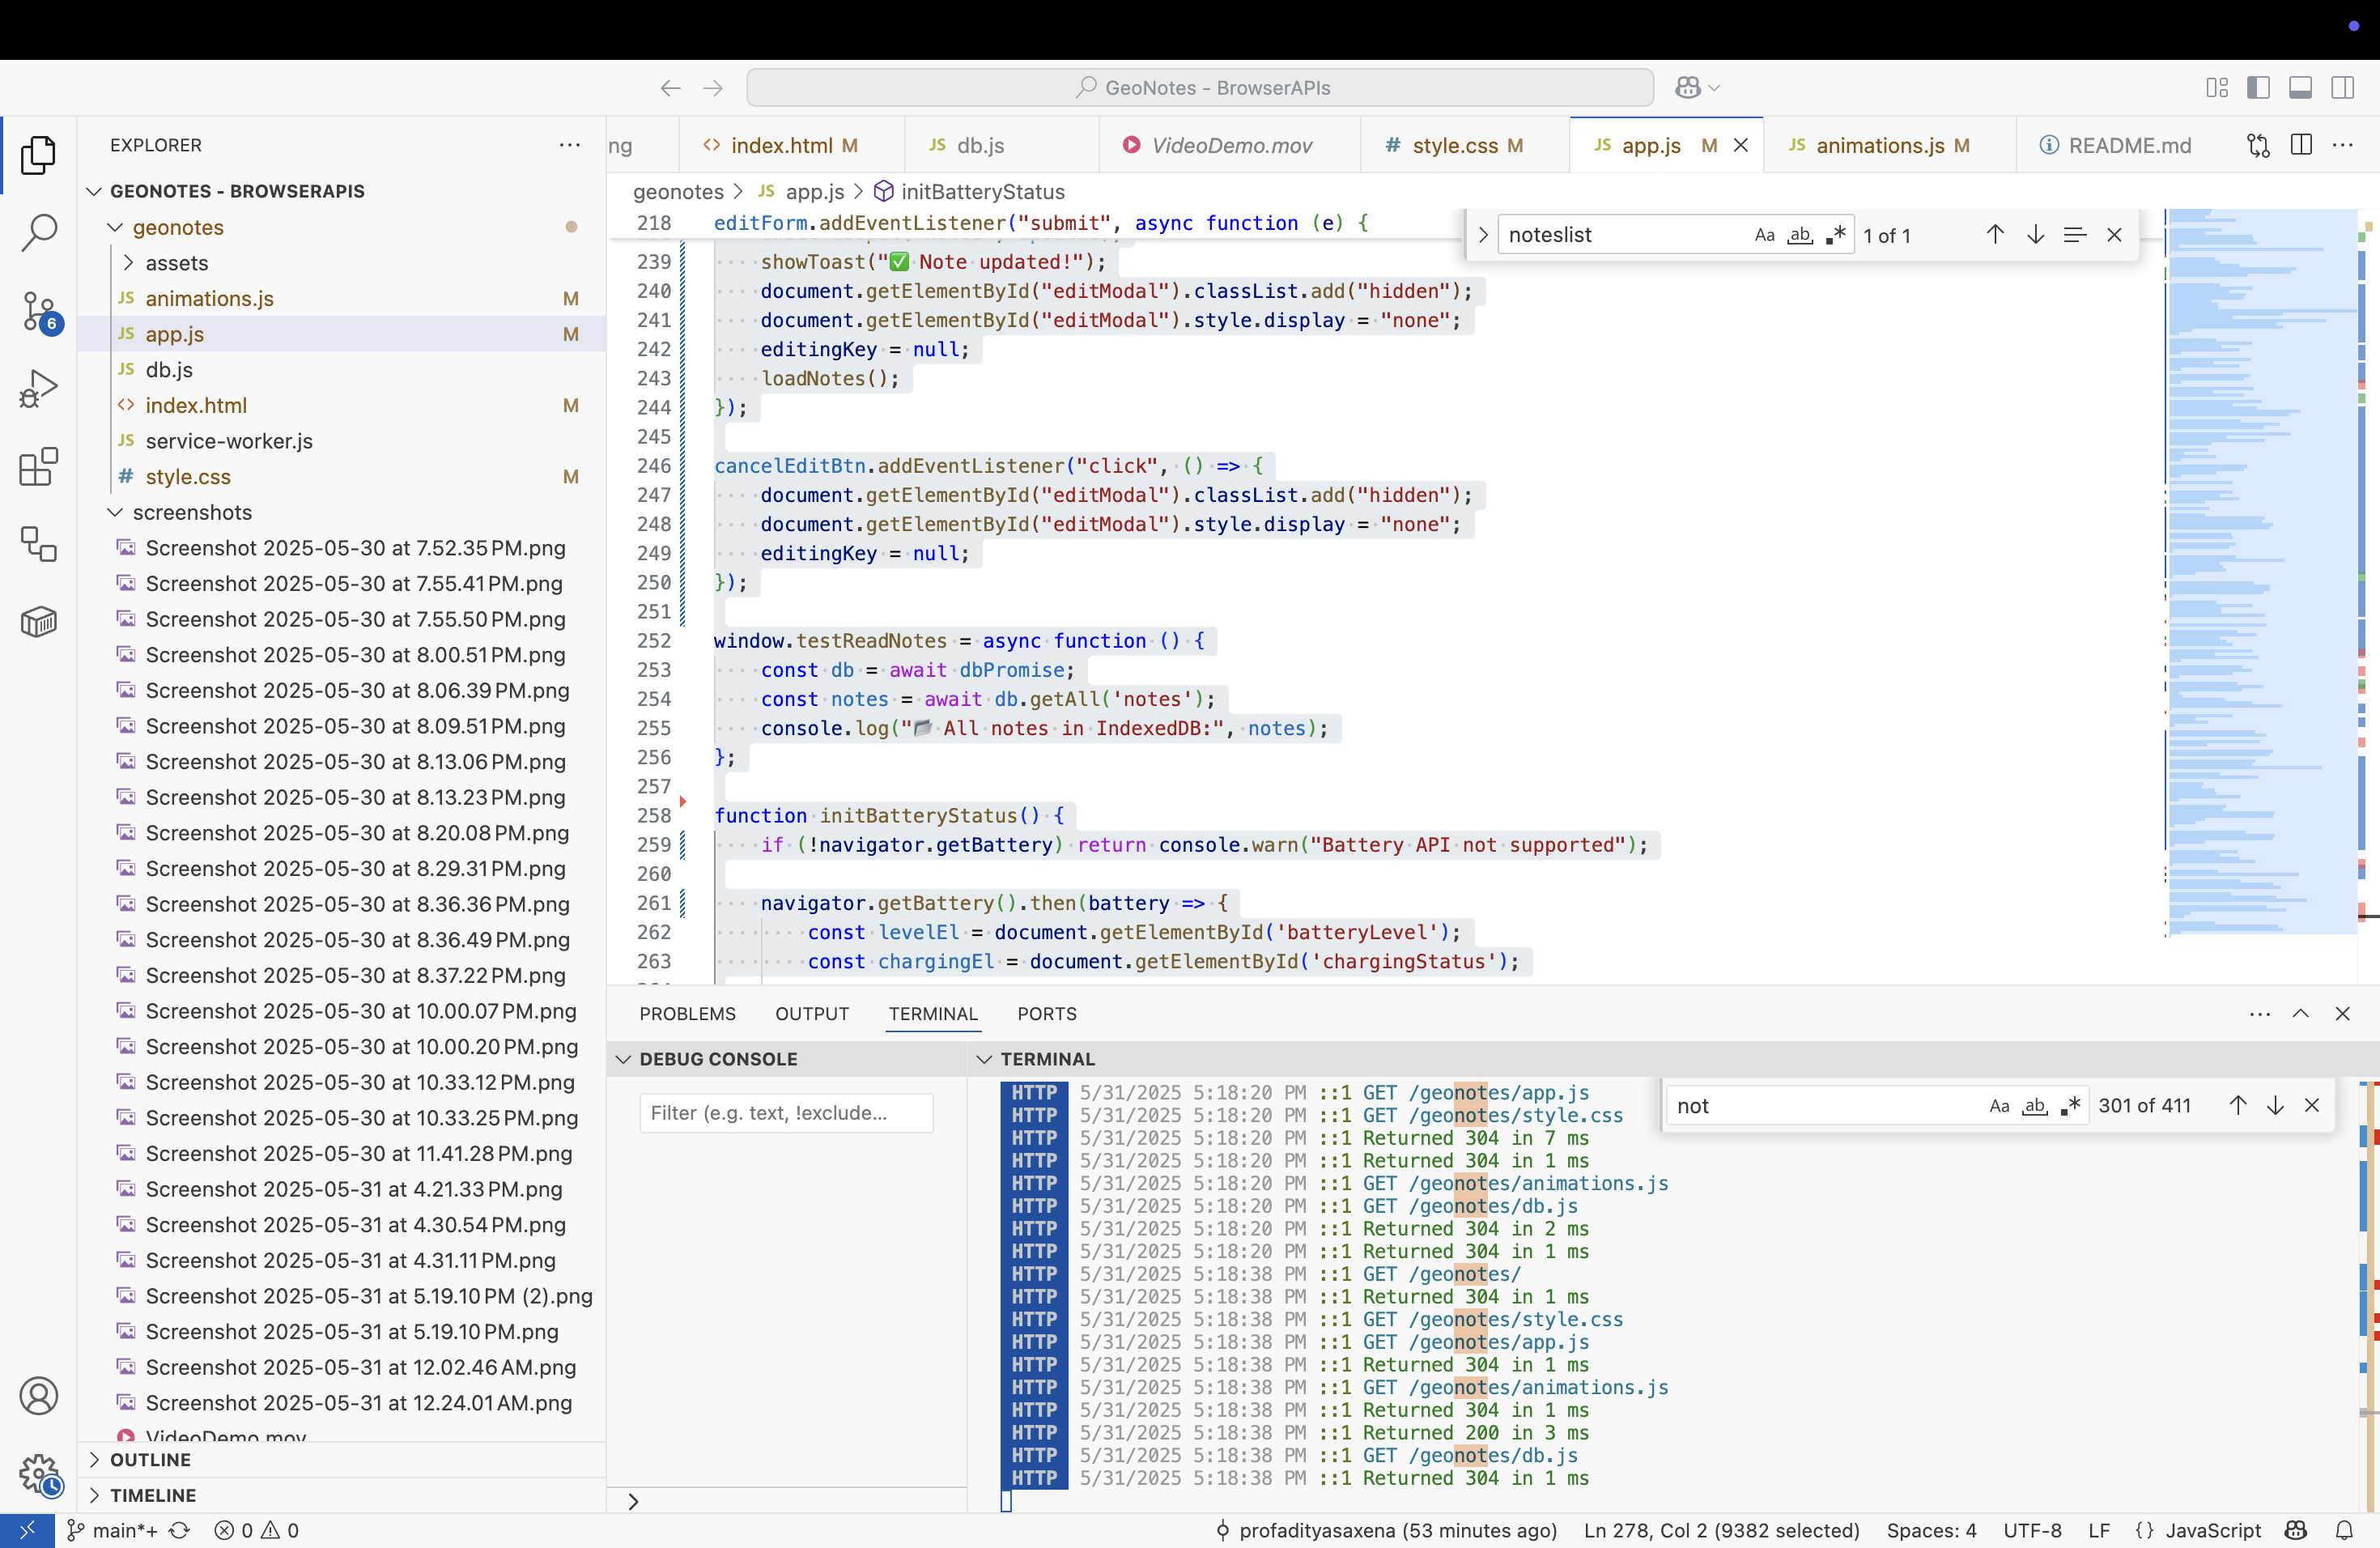 GeoNotes - BrowserAPIs
EXPLORER
GEONOTES - BROWSERAPIS
geonotes
assets
JS animations.js M
JS app.js M
JS db.js
<> index.html M
JS service-worker.js
# style.css M
screenshots
Screenshot 2025-05-30 at 7.52.35 PM.png
Screenshot 2025-05-30 at 7.55.41 PM.png
Screenshot 2025-05-30 at 7.55.50 PM.png
Screenshot 2025-05-30 at 8.00.51 PM.png
Screenshot 2025-05-30 at 8.06.39 PM.png
Screenshot 2025-05-30 at 8.09.51 PM.png
Screenshot 2025-05-30 at 8.13.06 PM.png
Screenshot 2025-05-30 at 8.13.23 PM.png
Screenshot 2025-05-30 at 8.20.08 PM.png
Screenshot 2025-05-30 at 8.29.31 PM.png
Screenshot 2025-05-30 at 8.36.36 PM.png
Screenshot 2025-05-30 at 8.36.49 PM.png
Screenshot 2025-05-30 at 8.37.22 PM.png
Screenshot 2025-05-30 at 10.00.07 PM.png
Screenshot 2025-05-30 at 10.00.20 PM.png
Screenshot 2025-05-30 at 10.33.12 PM.png
Screenshot 2025-05-30 at 10.33.25 PM.png
Screenshot 2025-05-30 at 11.41.28 PM.png
Screenshot 2025-05-31 at 4.21.33 PM.png
Screenshot 2025-05-31 at 4.30.54 PM.png
Screenshot 2025-05-31 at 4.31.11 PM.png
Screenshot 2025-05-31 at 5.19.10 PM (2).png
Screenshot 2025-05-31 at 5.19.10 PM.png
Screenshot 2025-05-31 at 12.02.46 AM.png
Screenshot 2025-05-31 at 12.24.01 AM.png
VideoDemo.mov
OUTLINE
TIMELINE
6
ng <> index.html M JS db.js VideoDemo.mov # style.css M JS app.js M JS animations.js M README.md
geonotes > JS app.js > initBatteryStatus
noteslist Aa ab .* 1 of 1
218 editForm.addEventListener("submit", async function (e) {
239 showToast("✅ Note updated!");
240 document.getElementById("editModal").classList.add("hidden");
241 document.getElementById("editModal").style.display = "none";
242 editingKey = null;
243 loadNotes();
244 });
245
246 cancelEditBtn.addEventListener("click", () => {
247 document.getElementById("editModal").classList.add("hidden");
248 document.getElementById("editModal").style.display = "none";
249 editingKey = null;
250 });
251
252 window.testReadNotes = async function () {
253 const db = await dbPromise;
254 const notes = await db.getAll('notes');
255 console.log("📂 All notes in IndexedDB:", notes);
256 };
257
258 function initBatteryStatus() {
259 if (!navigator.getBattery) return console.warn("Battery API not supported");
260
261 navigator.getBattery().then(battery => {
262 const levelEl = document.getElementById('batteryLevel');
263 const chargingEl = document.getElementById('chargingStatus');
PROBLEMS OUTPUT TERMINAL PORTS
DEBUG CONSOLE
Filter (e.g. text, !exclude...
TERMINAL
not Aa ab .* 301 of 411
HTTP 5/31/2025 5:18:20 PM ::1 GET /geonotes/app.js
HTTP 5/31/2025 5:18:20 PM ::1 GET /geonotes/style.css
HTTP 5/31/2025 5:18:20 PM ::1 Returned 304 in 7 ms
HTTP 5/31/2025 5:18:20 PM ::1 Returned 304 in 1 ms
HTTP 5/31/2025 5:18:20 PM ::1 GET /geonotes/animations.js
HTTP 5/31/2025 5:18:20 PM ::1 GET /geonotes/db.js
HTTP 5/31/2025 5:18:20 PM ::1 Returned 304 in 2 ms
HTTP 5/31/2025 5:18:20 PM ::1 Returned 304 in 1 ms
HTTP 5/31/2025 5:18:38 PM ::1 GET /geonotes/
HTTP 5/31/2025 5:18:38 PM ::1 Returned 304 in 1 ms
HTTP 5/31/2025 5:18:38 PM ::1 GET /geonotes/style.css
HTTP 5/31/2025 5:18:38 PM ::1 GET /geonotes/app.js
HTTP 5/31/2025 5:18:38 PM ::1 Returned 304 in 1 ms
HTTP 5/31/2025 5:18:38 PM ::1 GET /geonotes/animations.js
HTTP 5/31/2025 5:18:38 PM ::1 Returned 304 in 1 ms
HTTP 5/31/2025 5:18:38 PM ::1 Returned 200 in 3 ms
HTTP 5/31/2025 5:18:38 PM ::1 GET /geonotes/db.js
HTTP 5/31/2025 5:18:38 PM ::1 Returned 304 in 1 ms
main*+ 0 0 profadityasaxena (53 minutes ago) Ln 278, Col 2 (9382 selected) Spaces: 4 UTF-8 LF {} JavaScript